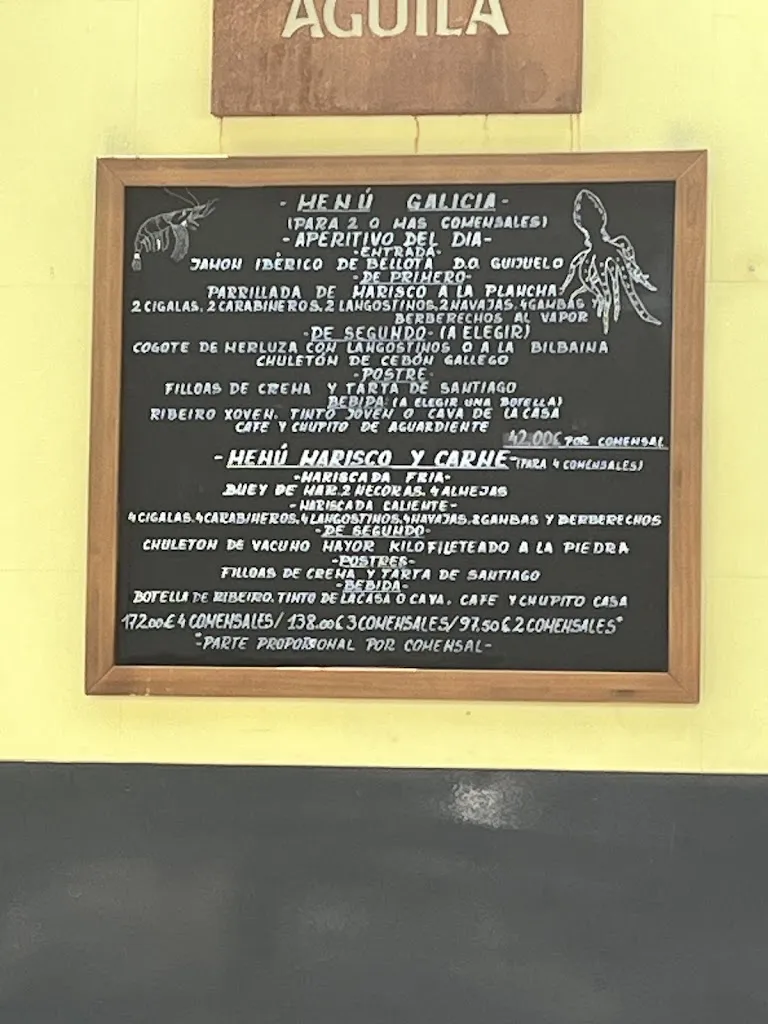 AGUILA
- MENÚ GALICIA -
(PARA 2 O MAS COMENSALES)
- APERITIVO DEL DIA -
- ENTRADA -
JAMON IBÈRICO DE BELLOTA D.O. GUIJUELO
- DE PRIMERO -
PARRILLADA DE MARISCO A LA PLANCHA
2 CIGALAS, 2 CARABINEROS, 2 LANGOSTINOS, 2 NAVAJAS, 4 GAMBAS
BERBERECHOS AL VAPOR
- DE SEGUNDO - (A ELEGIR)
COGOTE DE MERLUZA CON LANGOSTINOS O A LA BILBAINA
CHULETÓN DE CEBÓN GALLEGO
- POSTRE -
FILLOAS DE CREMA Y TARTA DE SANTIAGO
BEBIDA: (A ELEGIR UNA BOTELLA)
RIBEIRO XOVEN, TINTO JOVEN O CAVA DE LA CASA
CAFE Y CHUPITO DE AGUARDIENTE
42.00€ POR COMENSAL
- MENÚ MARISCO Y CARNE - (PARA 4 COMENSALES)
- MARISCADA FRIA -
BUEY DE MAR, 2 NECORAS, 4 ALMEJAS
- MARISCADA CALIENTE -
4 CIGALAS, 4 CARABINEROS, 4 LANGOSTINOS, 4 NAVAJAS, 8 GAMBAS Y BERBERECHOS
- DE SEGUNDO -
CHULETON DE VACUNO MAYOR KILO FILETEADO A LA PIEDRA
- POSTRES -
FILLOAS DE CREMA Y TARTA DE SANTIAGO
- BEBIDA -
BOTELLA DE RIBEIRO, TINTO DE LA CASA O CAVA, CAFE Y CHUPITO CASA
172.00€ 4 COMENSALES / 138.00€ 3 COMENSALES / 97.50€ 2 COMENSALES*
*PARTE PROPORSONAL POR COMENSAL -